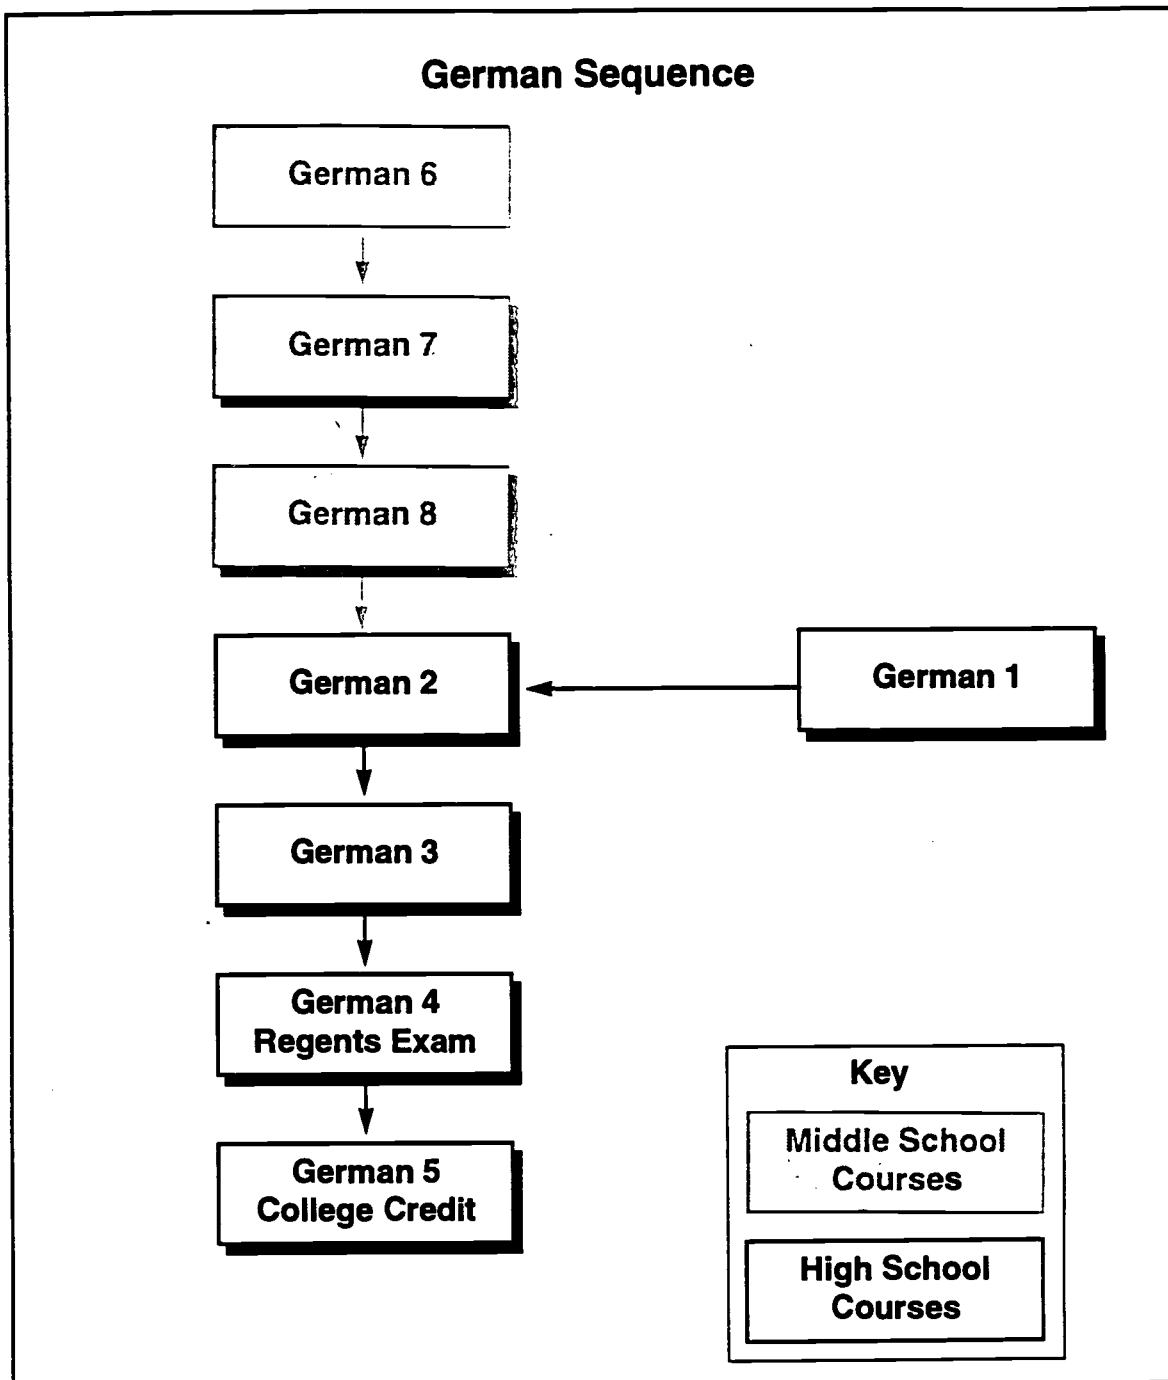 German Sequence
German 6
German 7
German 8
German 2
German 1
German 3
German 4
Regents Exam
German 5
College Credit
Key
Middle School
Courses
High School
Courses